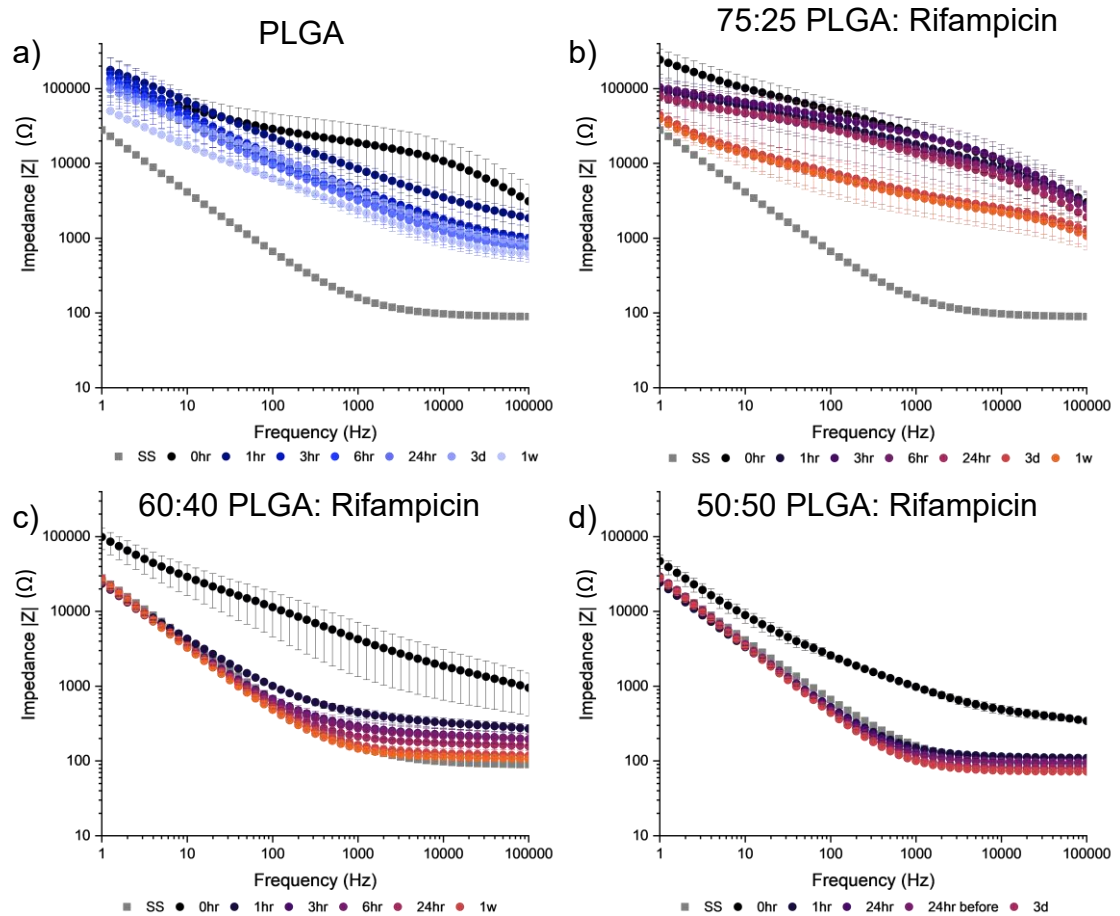 a)
PLGA
Impedance |Z| (Ω)
100000
10000
1000
100
10
1 10 100 1000 10000 100000
Frequency (Hz)
SS 0hr 1hr 3hr 6hr 24hr 3d 1w
b)
75:25 PLGA: Rifampicin
Impedance |Z| (Ω)
100000
10000
1000
100
10
1 10 100 1000 10000 100000
Frequency (Hz)
SS 0hr 1hr 3hr 6hr 24hr 3d 1w
c)
60:40 PLGA: Rifampicin
Impedance |Z| (Ω)
100000
10000
1000
100
10
1 10 100 1000 10000 100000
Frequency (Hz)
SS 0hr 1hr 3hr 6hr 24hr 1w
d)
50:50 PLGA: Rifampicin
Impedance |Z| (Ω)
100000
10000
1000
100
10
1 10 100 1000 10000 100000
Frequency (Hz)
SS 0hr 1hr 24hr 24hr before 3d